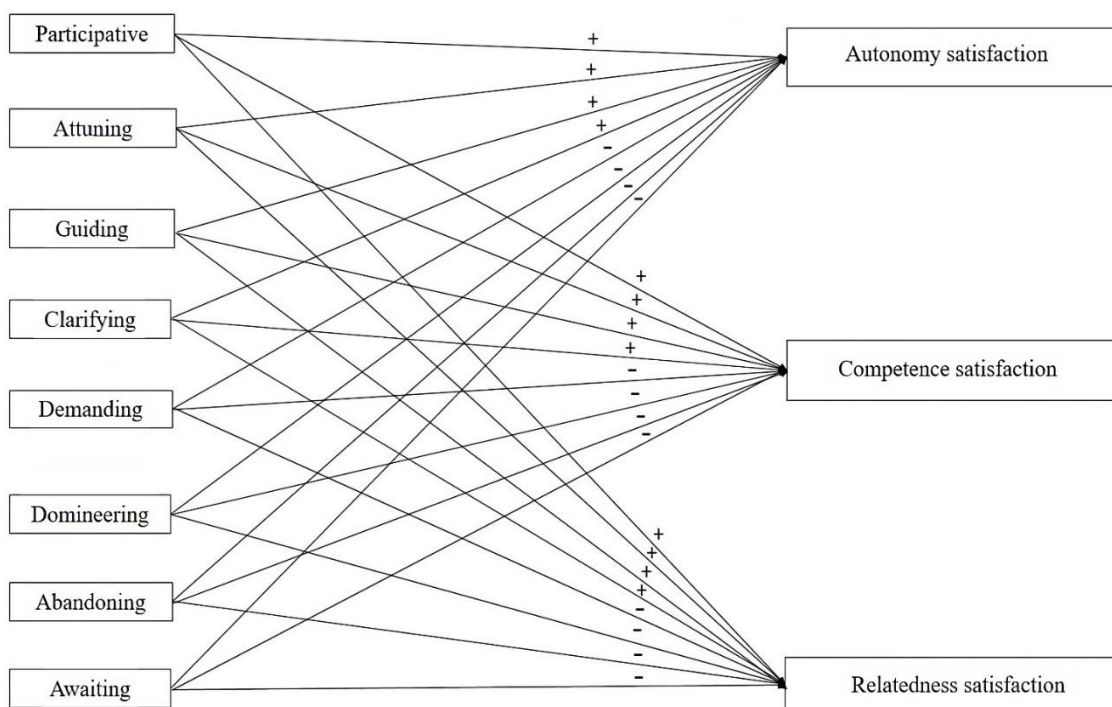 Participative
Autonomy satisfaction
Attuning
Guiding
Clarifying
Competence satisfaction
Demanding
Domineering
Abandoning
Awaiting
Relatedness satisfaction
+
+
+
+
-
-
-
-
+
+
+
+
-
-
-
-
+
+
+
+
-
-
-
-